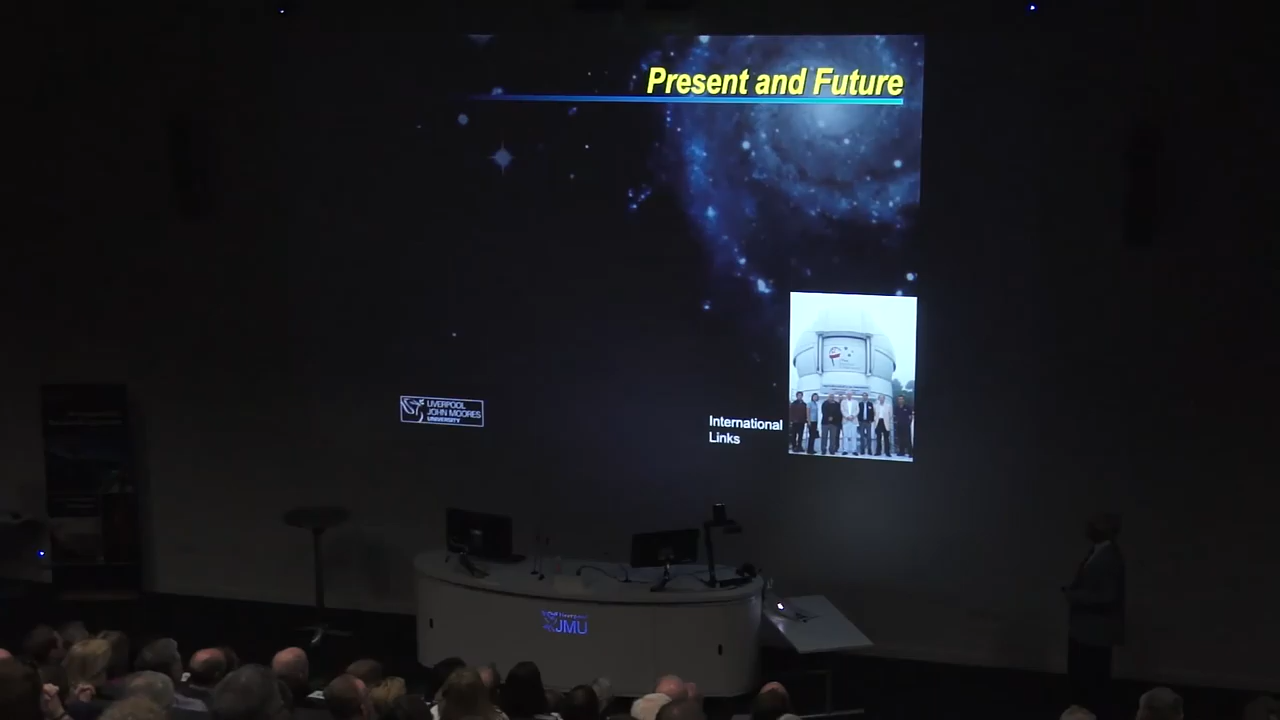 Present and Future
LIVERPOOL
JOHN MOORES
UNIVERSITY
International
Links
JMU